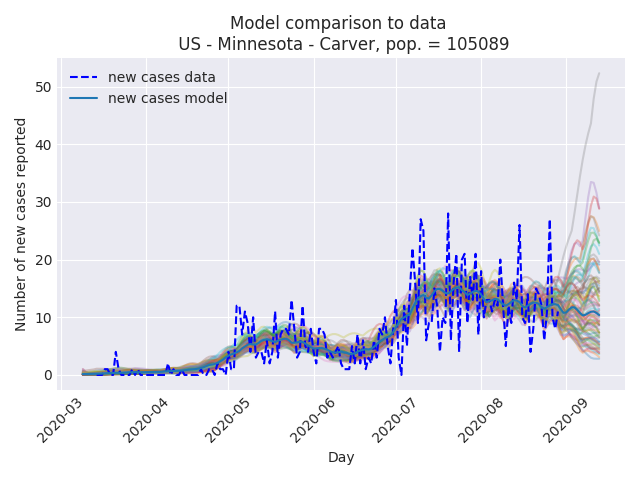 Model comparison to data
US - Minnesota - Carver, pop. = 105089
new cases data
new cases model
Number of new cases reported
50
40
30
20
10
0
2020-03
2020-04
2020-05
2020-06
2020-07
2020-08
2020-09
Day